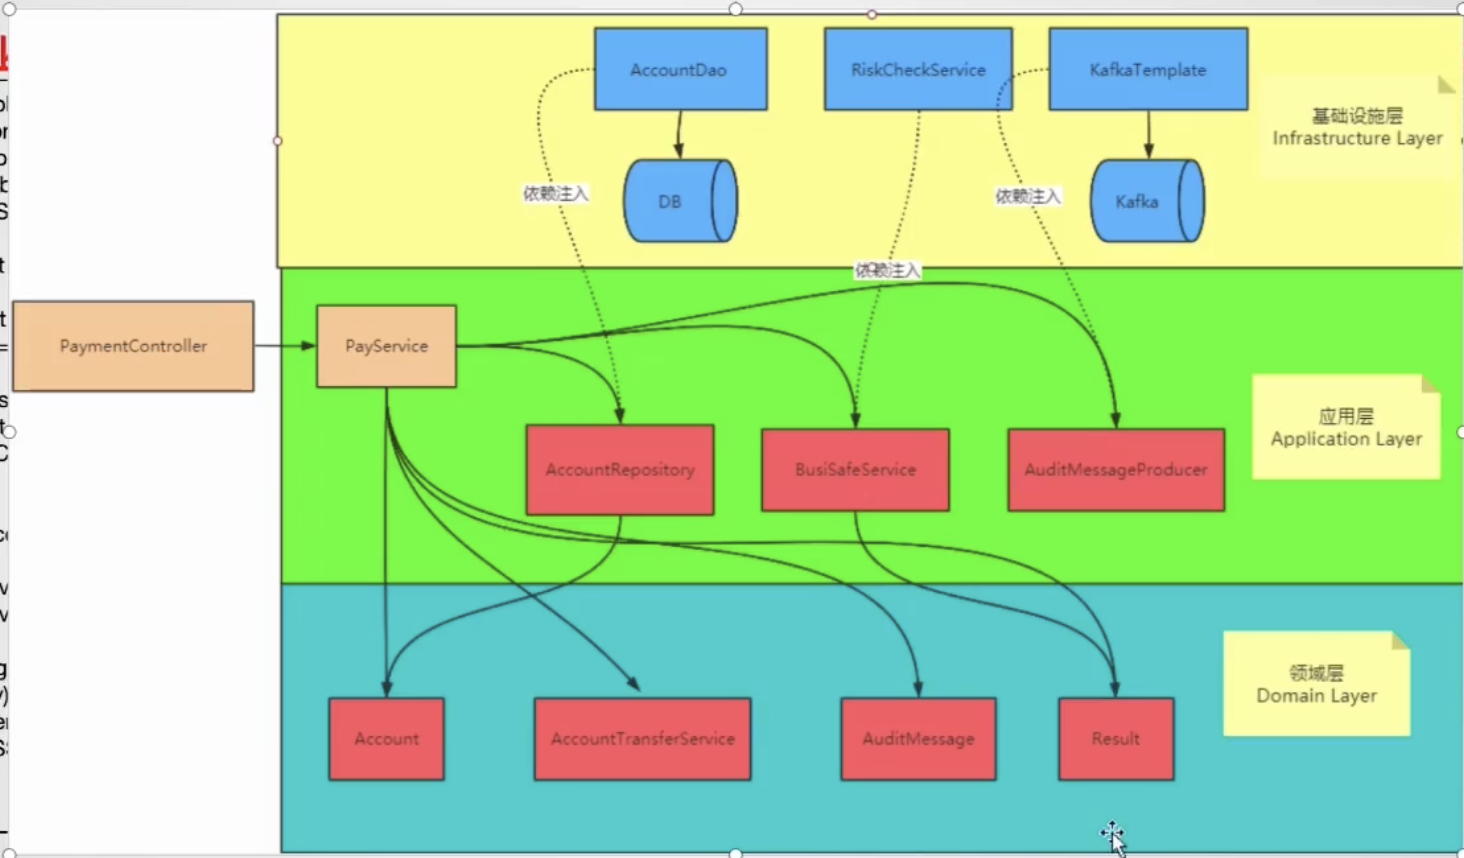 AccountDao
RiskCheckService
KafkaTemplate
基础设施层
Infrastructure Layer
依赖注入
DB
依赖注入
Kafka
依赖注入
PaymentController
PayService
应用层
Application Layer
AccountRepository
BusiSafeService
AuditMessageProducer
领域层
Domain Layer
Account
AccountTransferService
AuditMessage
Result